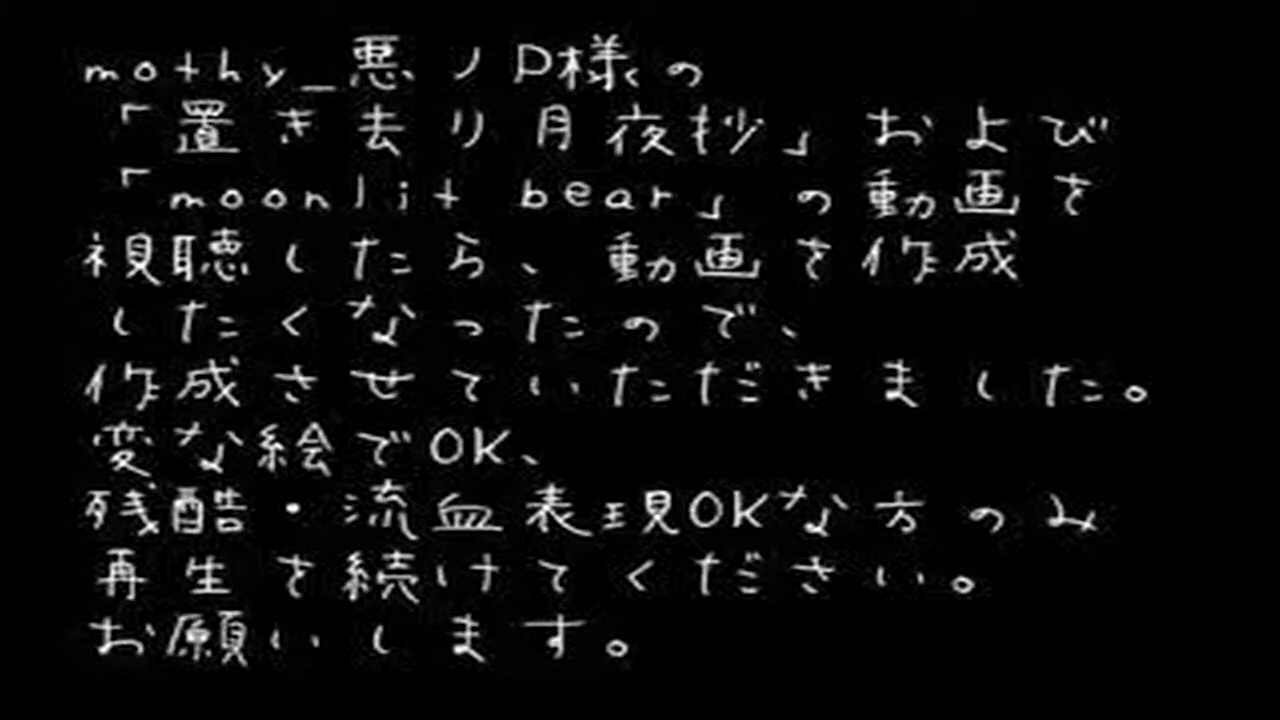 mothy_悪ノP様の
「置き去り月夜抄」および
「moonlit bear」の動画を
視聴したら、動画を作成
したくなったので、
作成させていただきました。
変な絵でOK、
残酷・流血表現OKな方のみ
再生を続けてください。
お願いします。